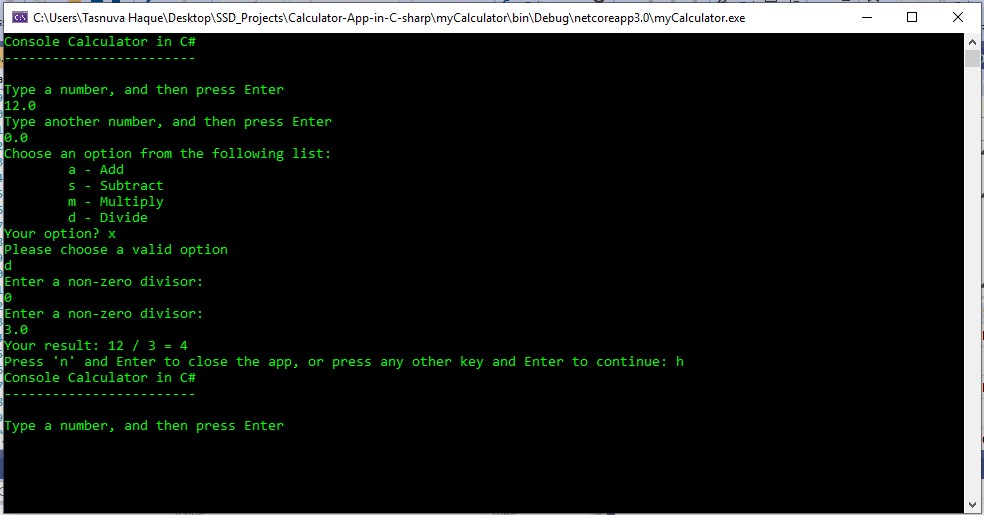 C:\Users\Tasnuva Haque\Desktop\SSD_Projects\Calculator-App-in-C-sharp\myCalculator\bin\Debug\netcoreapp3.0\myCalculator.exe
Console Calculator in C#
------------------------
Type a number, and then press Enter
12.0
Type another number, and then press Enter
0.0
Choose an option from the following list:
a - Add
s - Subtract
m - Multiply
d - Divide
Your option? x
Please choose a valid option
d
Enter a non-zero divisor:
0
Enter a non-zero divisor:
3.0
Your result: 12 / 3 = 4
Press 'n' and Enter to close the app, or press any other key and Enter to continue: h
Console Calculator in C#
------------------------
Type a number, and then press Enter